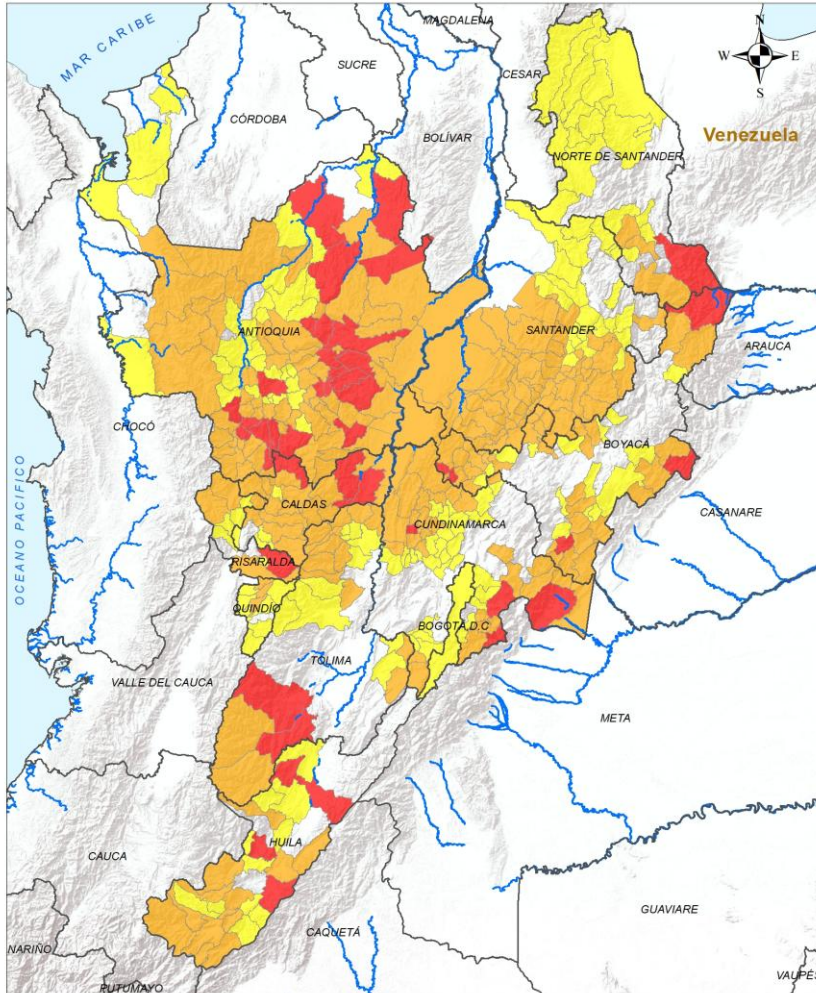 MAGDALENA
N
W E
S
MAR CARIBE
SUCRE
CESAR
CÓRDOBA
BOLÍVAR
Venezuela
NORTE DE SANTANDER
ANTIOQUIA
SANTANDER
ARAUCA
CHOCÓ
BOYACÁ
OCEANO PACIFICO
CALDAS
CUNDINAMARCA
CASANARE
RISARALDA
QUINDÍO
BOGOTÁ D.C
TOLIMA
VALLE DEL CAUCA
META
HUILA
CAUCA
GUAVIARE
CAQUETÁ
NARIÑO
PUTUMAYO
VAUPÉS